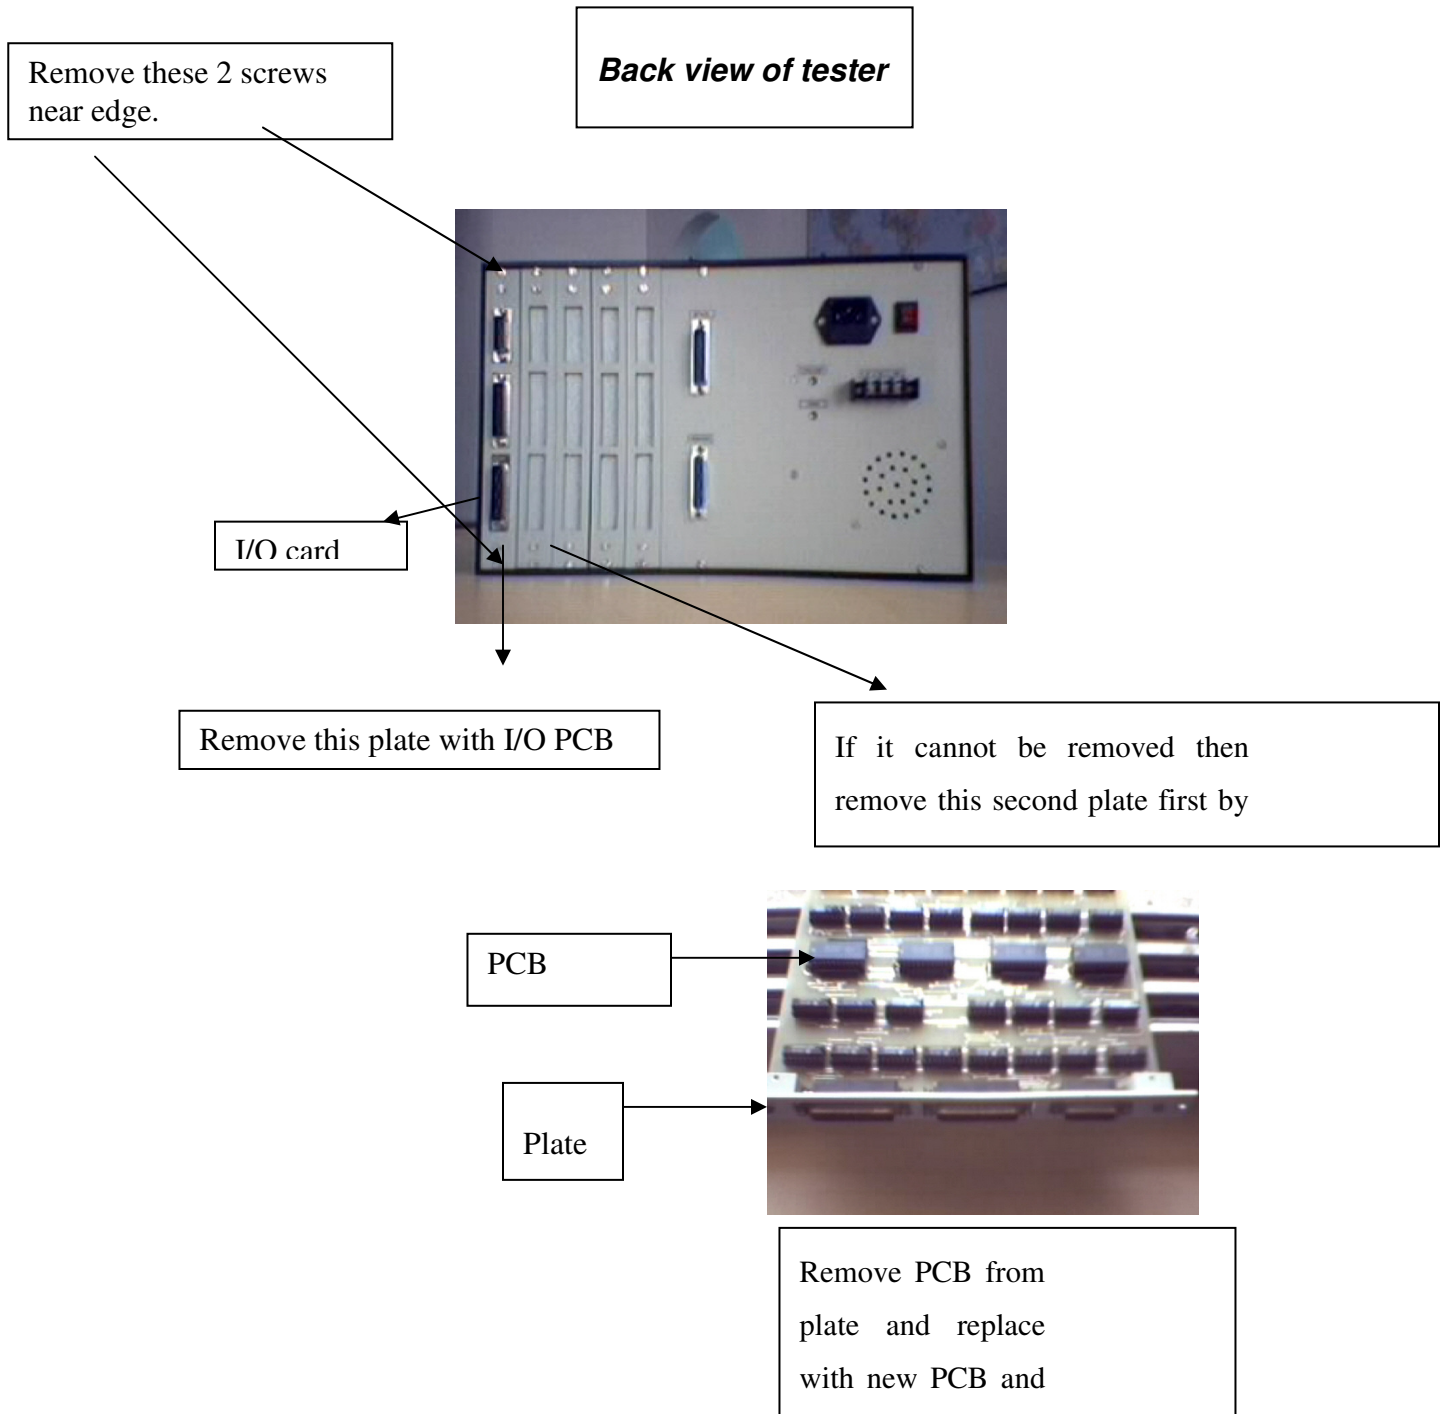 Back view of tester
Remove these 2 screws
near edge.
I/O card
Remove this plate with I/O PCB
If it cannot be removed then
remove this second plate first by
PCB
Plate
Remove PCB from
plate and replace
with new PCB and